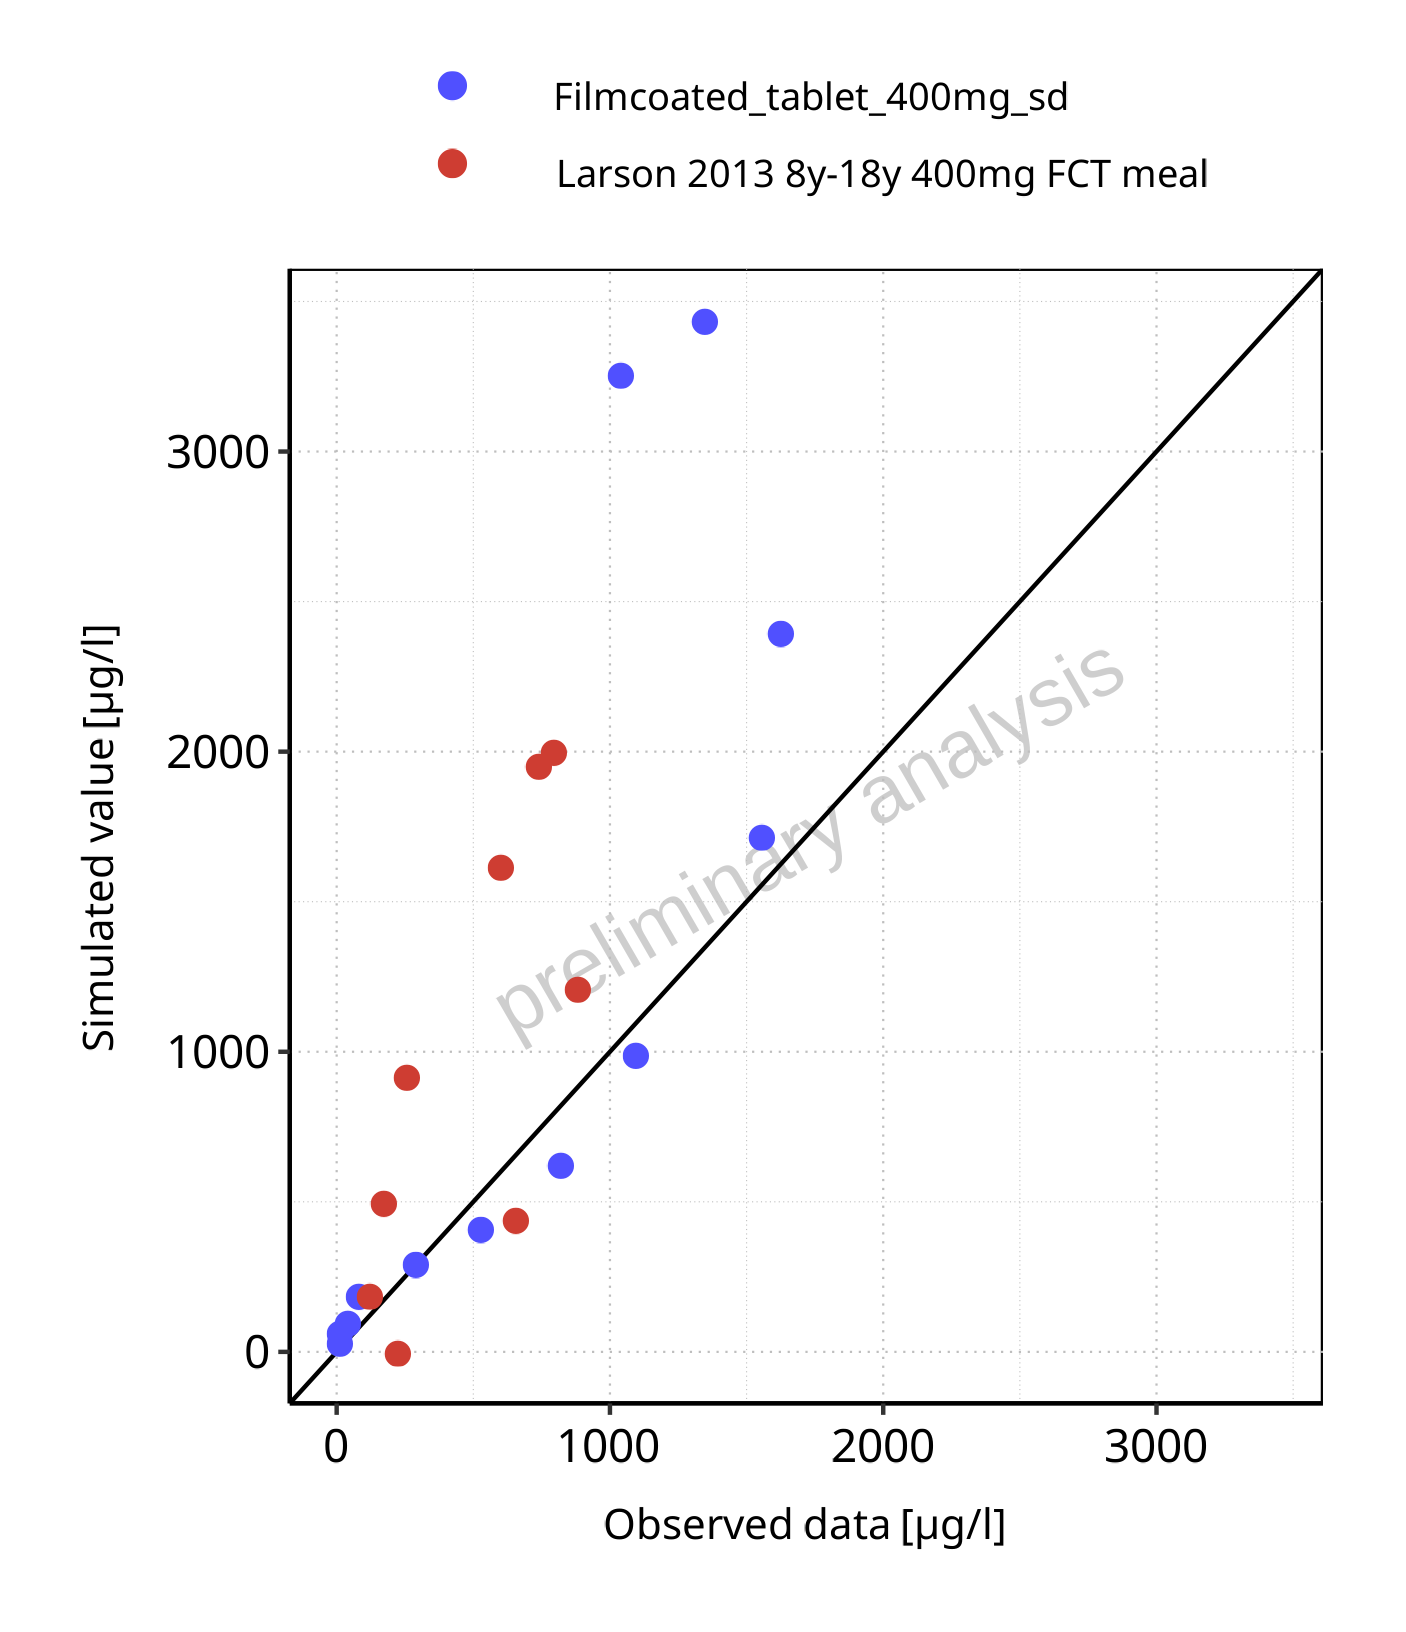 Filmcoated_tablet_400mg_sd
Larson 2013 8y-18y 400mg FCT meal
3000
2000
1000
0
Simulated value [µg/l]
preliminary analysis
0 1000 2000 3000
Observed data [µg/l]